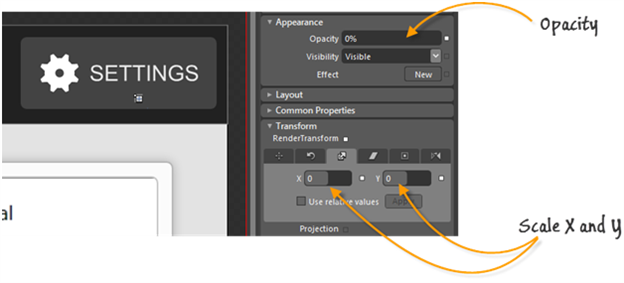 SETTINGS
al
Appearance
Opacity 0%
Visibility Visible
Effect New
Layout
Common Properties
Transform
RenderTransform
X 0 Y 0
Use relative values Apply
Projection
Opacity
Scale X and Y